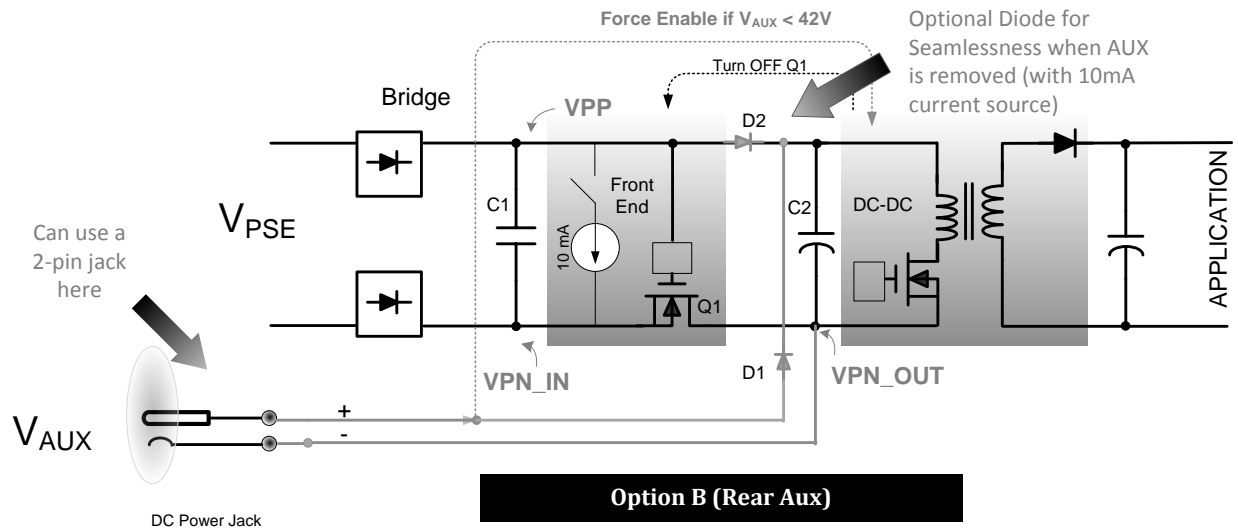 Force Enable if VAUX < 42V
Optional Diode for
Seamlessness when AUX
is removed (with 10mA
current source)
Turn OFF Q1
Bridge
VPP
D2
C1
Front
End
C2
DC-DC
VPSE
10 mA
Can use a
2-pin jack
here
Q1
APPLICATION
VPN_IN
D1
VPN_OUT
+
VAUX
-
Option B (Rear Aux)
DC Power Jack